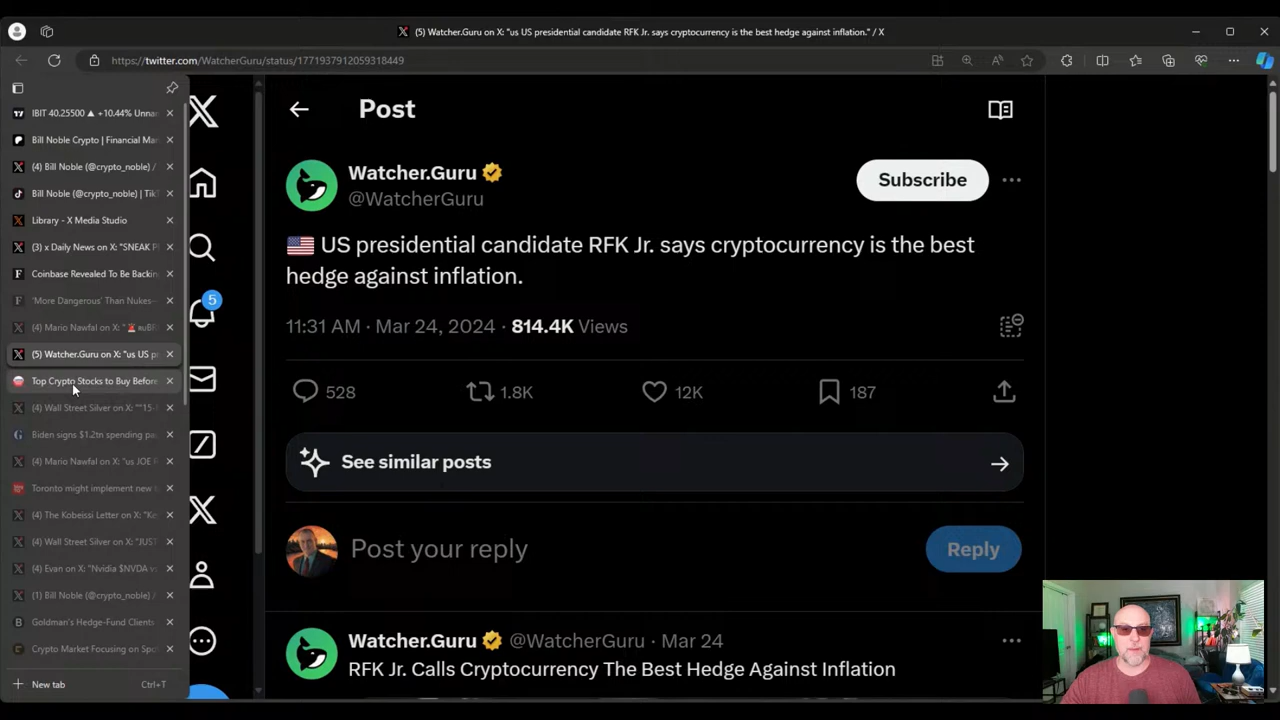 (5) Watcher.Guru on X: "us US presidential candidate RFK Jr. says cryptocurrency is the best hedge against inflation." / X
https://twitter.com/WatcherGuru/status/1771937912059318449
IBIT 40.25500 ▲ +10.44% Unna
Bill Noble Crypto | Financial Ma
(4) Bill Noble (@crypto_noble) /
Bill Noble (@crypto_noble) | Tik
Library - X Media Studio
(3) x Daily News on X: "SNEAK P
Coinbase Revealed To Be Backin
'More Dangerous' Than Nukes—
(4) Mario Nawfal on X: "🚨
(5) Watcher.Guru on X: "us US p
Top Crypto Stocks to Buy Before
(4) Wall Street Silver on X: ""15-
Biden signs $1.2tn spending pa
(4) Mario Nawfal on X: "us JOE
Toronto might implement new
(4) The Kobeissi Letter on X:
(4) Wall Street Silver on X: "JUST
(4) Evan on X: "Nvidia $NVDA
(1) Bill Noble (@crypto_noble) /
Goldman's Hedge-Fund Clients
Crypto Market Focusing on
New tab
Ctrl+T
5
Post
Watcher.Guru
@WatcherGuru
Subscribe
🇺🇸 US presidential candidate RFK Jr. says cryptocurrency is the best
hedge against inflation.
11:31 AM · Mar 24, 2024 · 814.4K Views
528 1.8K 12K 187
See similar posts
Post your reply
Reply
Watcher.Guru @WatcherGuru · Mar 24
RFK Jr. Calls Cryptocurrency The Best Hedge Against Inflation